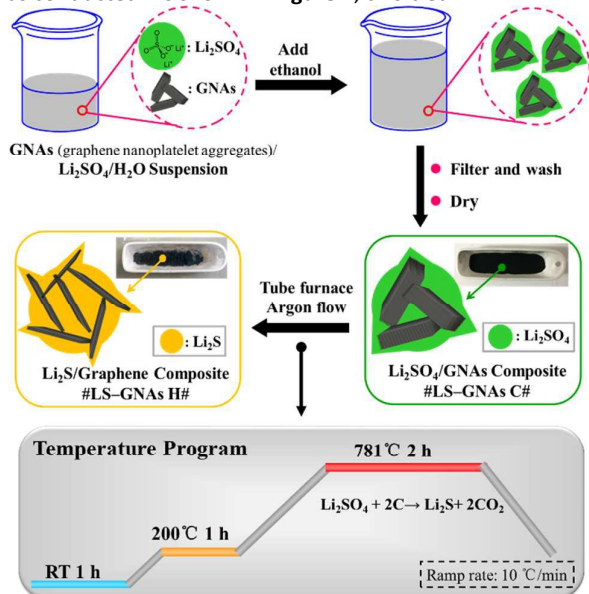 : Li₂SO₄
Li⁺
Li⁺
: GNAs
Add
ethanol
GNAs (graphene nanoplatelet aggregates)/
Li₂SO₄/H₂O Suspension
Filter and wash
Dry
Tube furnace
Argon flow
: Li₂S
: Li₂SO₄
Li₂S/Graphene Composite
#LS–GNAs H#
Li₂SO₄/GNAs Composite
#LS–GNAs C#
Temperature Program
781℃ 2 h
Li₂SO₄ + 2C → Li₂S+ 2CO₂
200℃ 1 h
RT 1 h
Ramp rate: 10 ℃/min